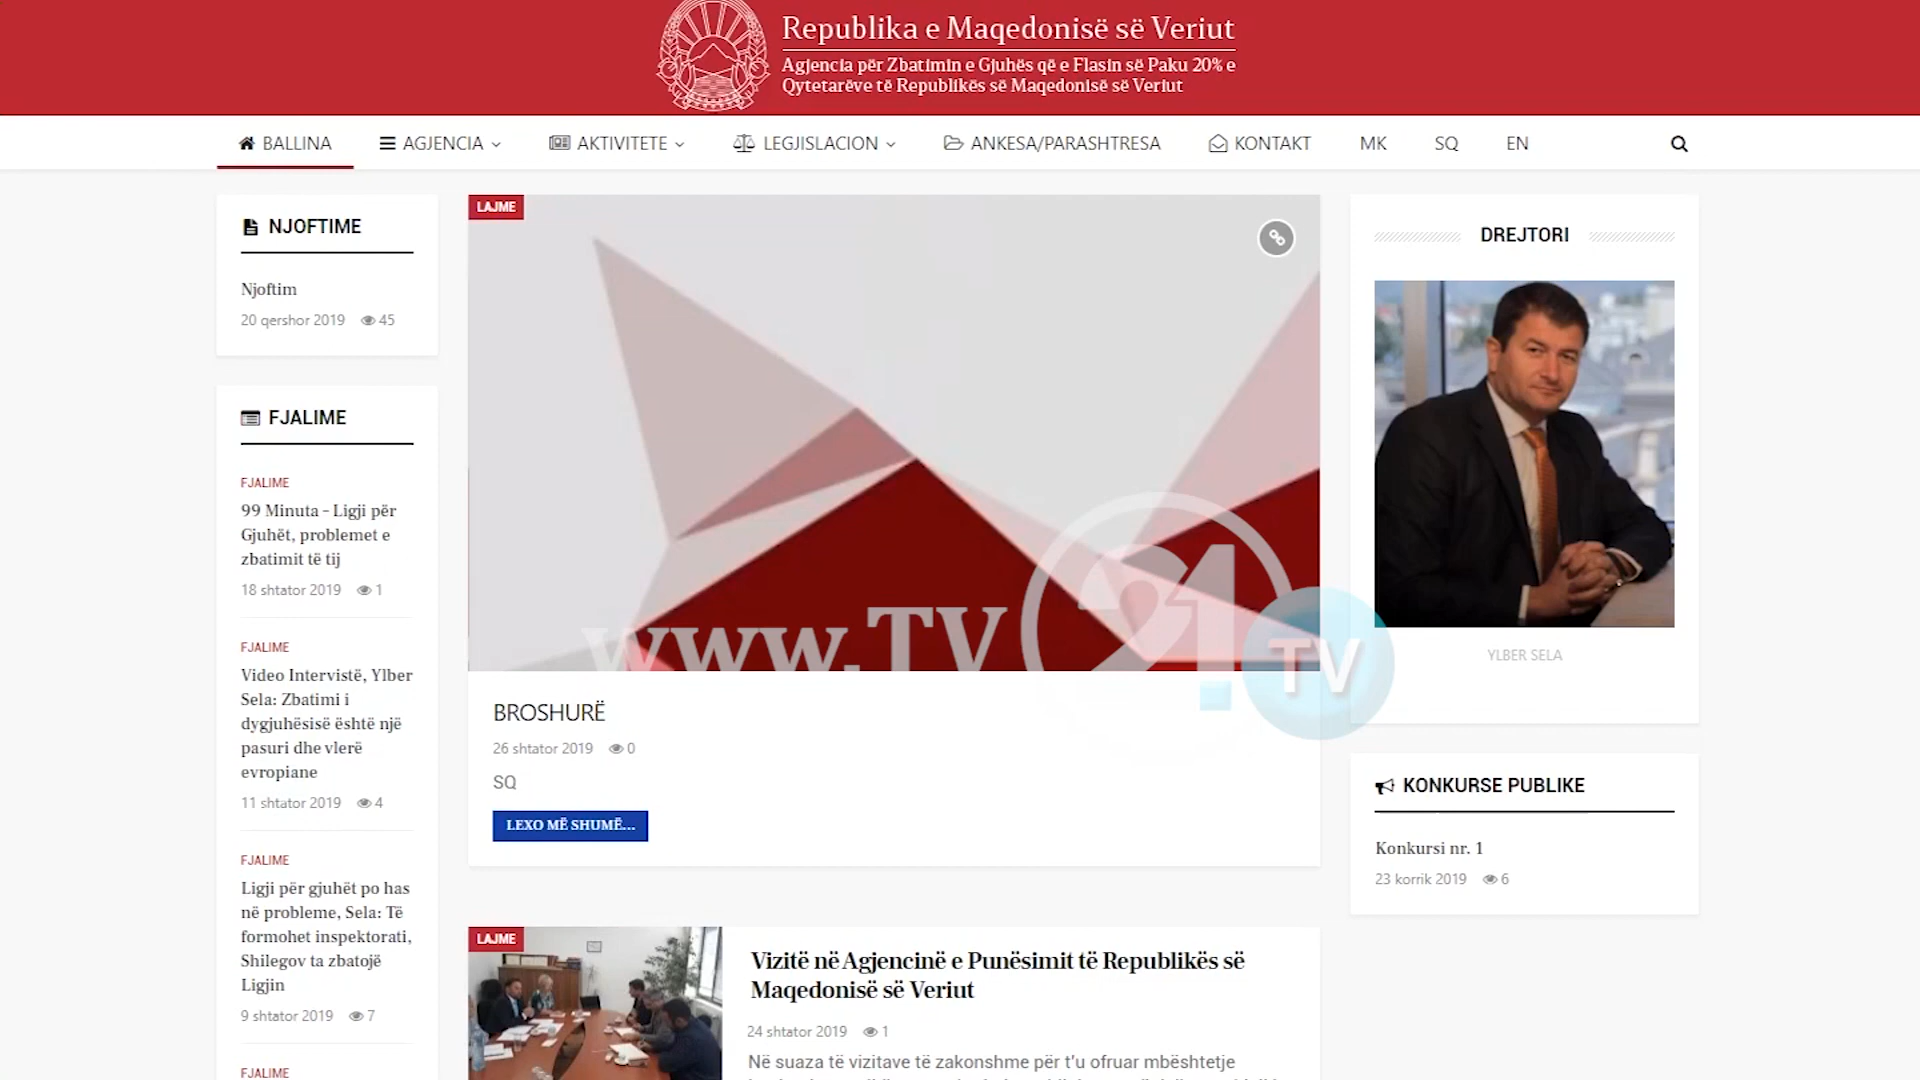 Republika e Maqedonisë së Veriut
Agjencia për Zbatimin e Gjuhës që e Flasin së Paku 20% e
Qytetarëve të Republikës së Maqedonisë së Veriut
BALLINA
AGJENCIA
AKTIVITETE
LEGJISLACION
ANKESA/PARASHTRESA
KONTAKT
MK
SQ
EN
NJOFTIME
Njoftim
20 qershor 2019 45
FJALIME
FJALIME
99 Minuta – Ligji për
Gjuhët, problemet e
zbatimit të tij
18 shtator 2019 1
FJALIME
Video Intervistë, Ylber
Sela: Zbatimi i
dygjuhësisë është një
pasuri dhe vlerë
evropiane
11 shtator 2019 4
FJALIME
Ligji për gjuhët po has
në probleme, Sela: Të
formohet inspektorati,
Shilegov ta zbatojë
Ligjin
9 shtator 2019 7
FJALIME
LAJME
www.TV21
TV
BROSHURË
26 shtator 2019 0
SQ
LEXO MË SHUMË...
LAJME
Vizitë në Agjencinë e Punësimit të Republikës së
Maqedonisë së Veriut
24 shtator 2019 1
Në suaza të vizitave të zakonshme për t'u ofruar mbështetje
DREJTORI
YLBER SELA
KONKURSE PUBLIKE
Konkursi nr. 1
23 korrik 2019 6